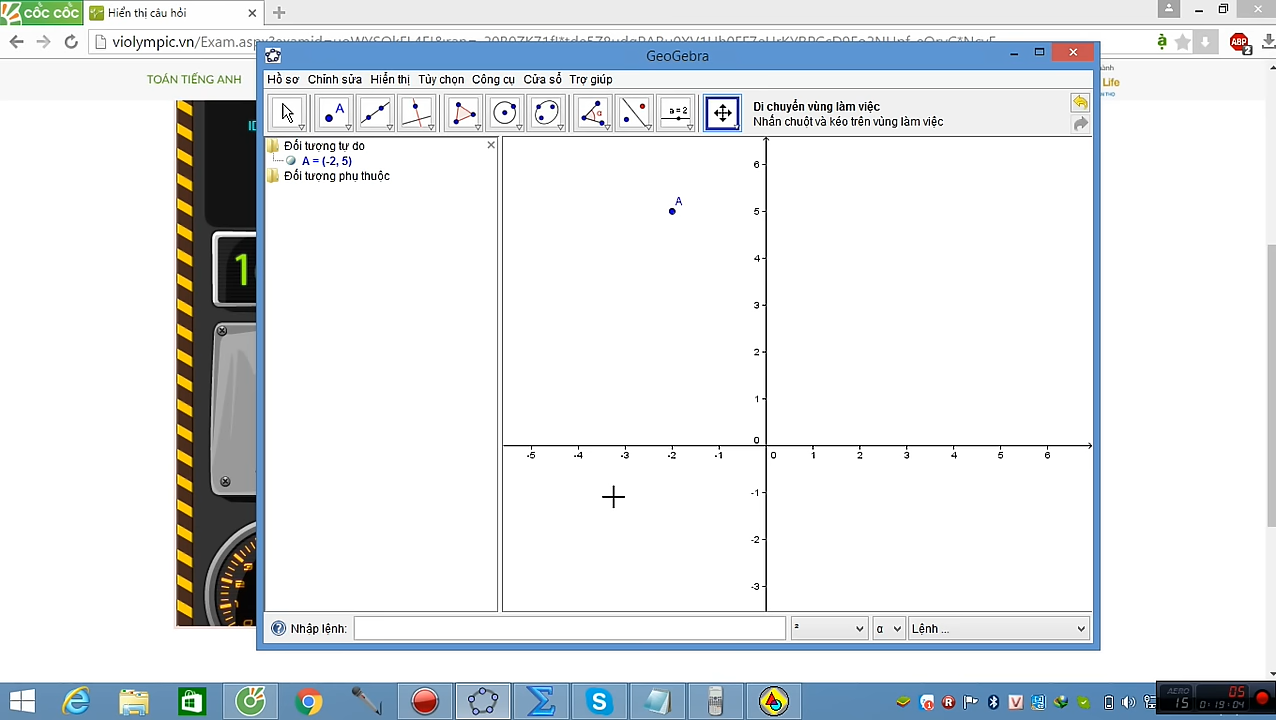 CỐC CỐC
Hiển thị câu hỏi
GeoGebra
TOÁN TIẾNG ANH
Life
Hồ sơ Chỉnh sửa Hiển thị Tùy chọn Công cụ Cửa sổ Trợ giúp
A
α
a = 2
Di chuyển vùng làm việc
Nhấn chuột và kéo trên vùng làm việc
Đối tượng tự do
A = (-2, 5)
Đối tượng phụ thuộc
A
6
5
4
3
2
1
0
-5 -4 -3 -2 -1 0 1 2 3 4 5 6
-1
-2
-3
Nhập lệnh:
²
α
Lệnh ...
ABP
2
AERO
15
05
0:19:04